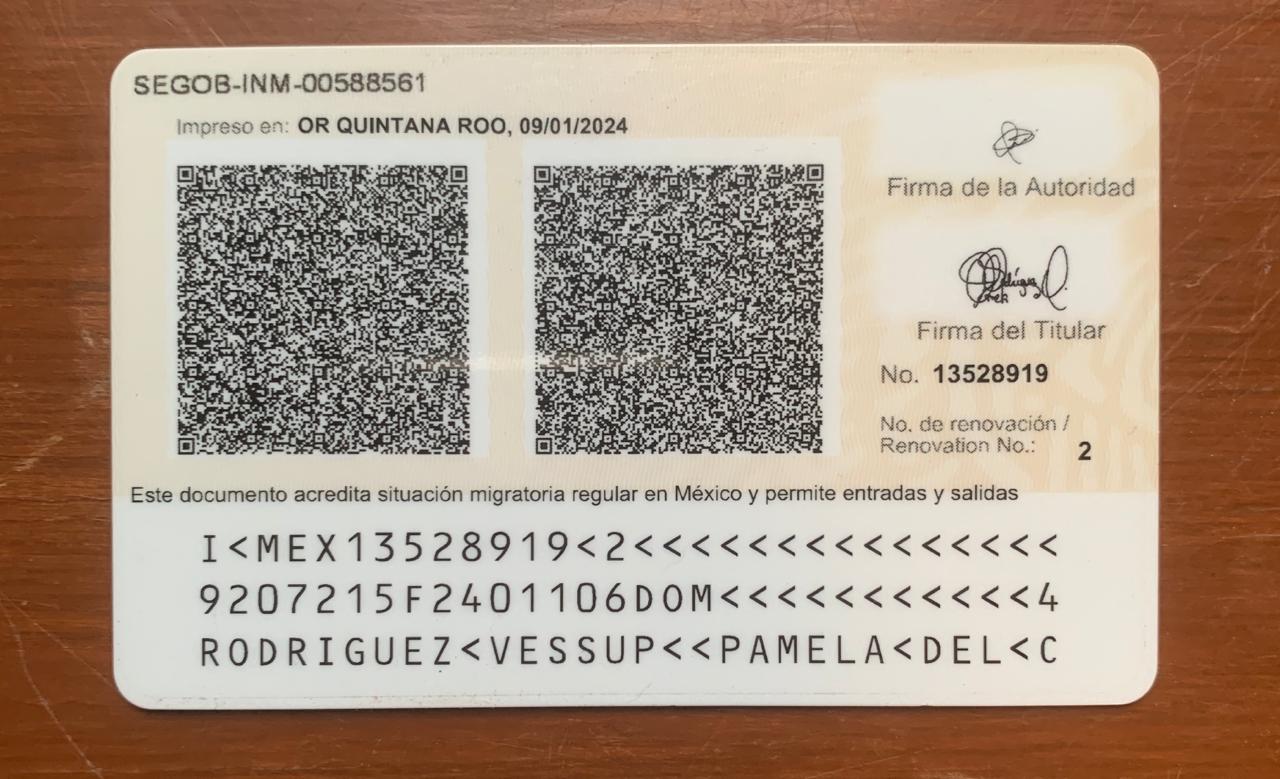 SEGOB-INM-00588561
Impreso en: OR QUINTANA ROO, 09/01/2024
Firma de la Autoridad
Firma del Titular
No. 13528919
No. de renovación /
Renovation No.: 2
Este documento acredita situación migratoria regular en México y permite entradas y salidas
I<MEX13528919<2<<<<<<<<<<<<<<<
9207215F2401106DOM<<<<<<<<<<<4
RODRIGUEZ<VESSUP<<PAMELA<DEL<C